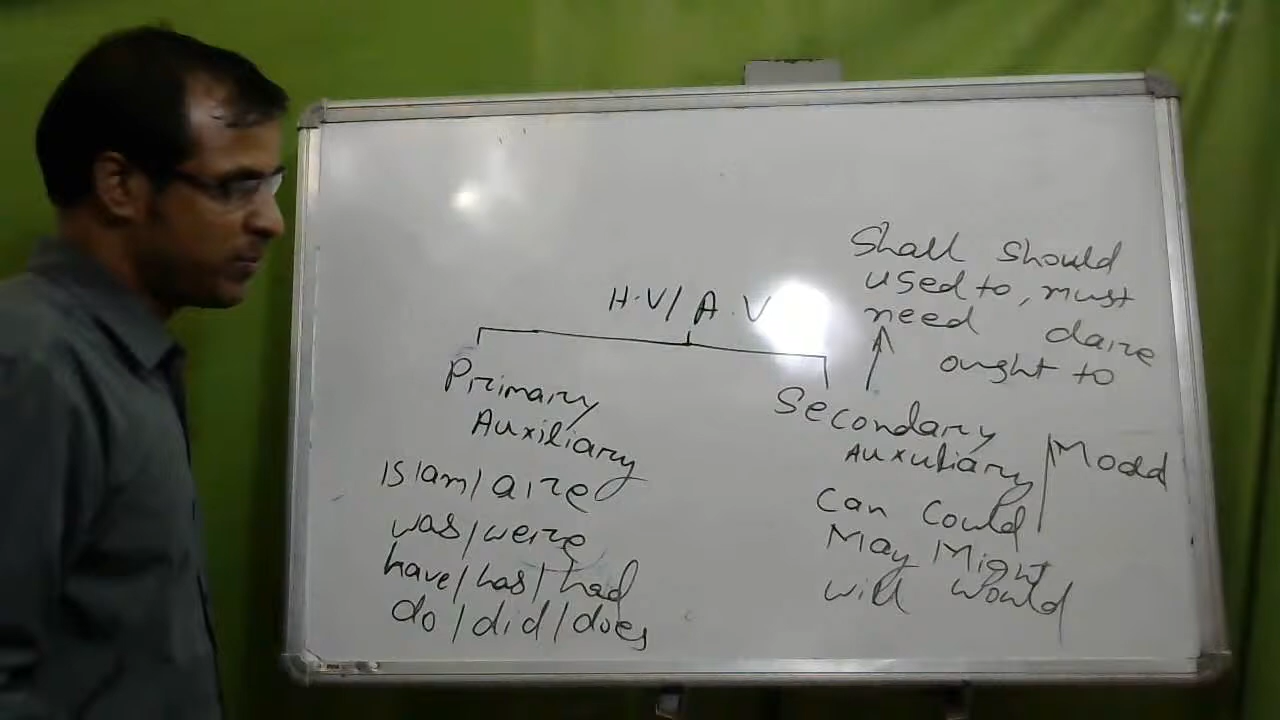 H.V/A.V
Primary
Auxiliary
is/am/are
was/were
have/has/had
do/did/does
Shall Should
used to, must
need dare
ought to
Secondary
Auxuliary
Modal
Can Could
May Might
Will Would